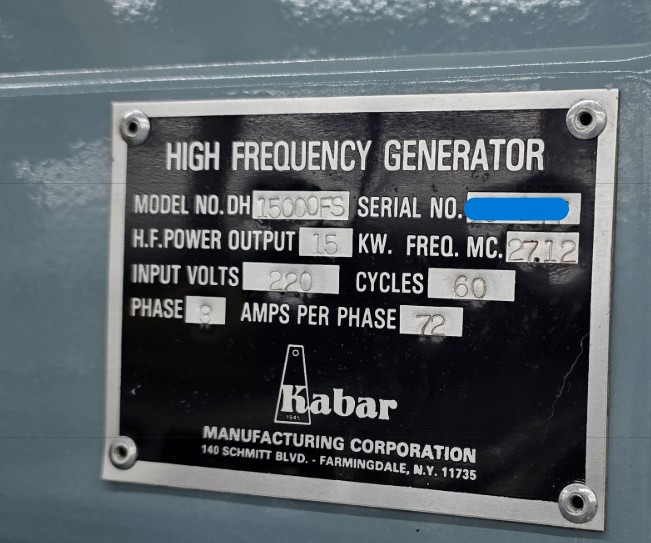 HIGH FREQUENCY GENERATOR
MODEL NO. DH 15000FS SERIAL NO.
H.F. POWER OUTPUT 15 KW. FREQ. MC. 27.12
INPUT VOLTS 220 CYCLES 60
PHASE 3 AMPS PER PHASE 72
Kabar
1945
MANUFACTURING CORPORATION
140 SCHMITT BLVD. - FARMINGDALE, N.Y. 11735